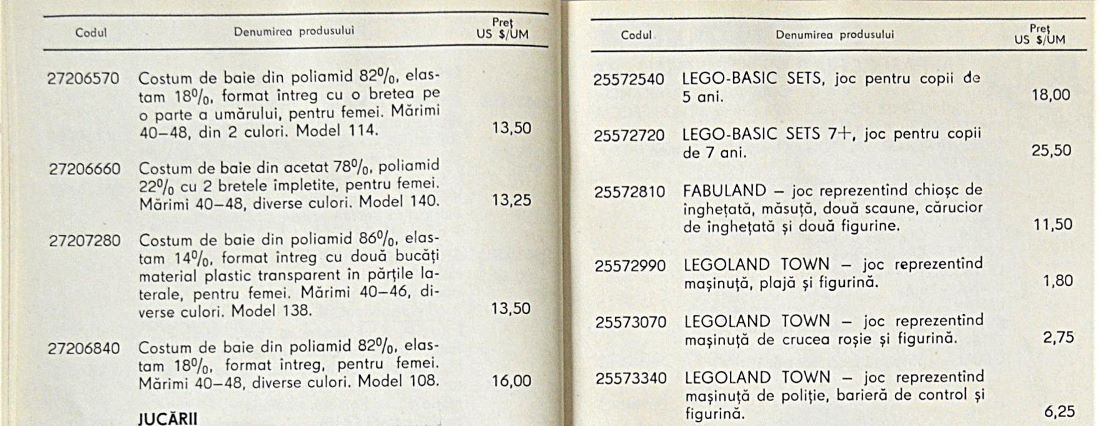 Codul Denumirea produsului Preț US $/UM
27206570 Costum de baie din poliamid 82%, elas-
tam 18%, format întreg cu o bretea pe
o parte a umărului, pentru femei. Mărimi
40–48, din 2 culori. Model 114. 13,50
27206660 Costum de baie din acetat 78%, poliamid
22% cu 2 bretele împletite, pentru femei.
Mărimi 40–48, diverse culori. Model 140. 13,25
27207280 Costum de baie din poliamid 86%, elas-
tam 14%, format întreg cu două bucăți
material plastic transparent în părțile la-
terale, pentru femei. Mărimi 40–46, di-
verse culori. Model 138. 13,50
27206840 Costum de baie din poliamid 82%, elas-
tam 18%, format întreg, pentru femei.
Mărimi 40–48, diverse culori. Model 108. 16,00
JUCĂRII
Codul Denumirea produsului Preț US $/UM
25572540 LEGO-BASIC SETS, joc pentru copii de
5 ani. 18,00
25572720 LEGO-BASIC SETS 7+, joc pentru copii
de 7 ani. 25,50
25572810 FABULAND – joc reprezentînd chioșc de
înghețată, măsuță, două scaune, cărucior
de înghețată și două figurine. 11,50
25572990 LEGOLAND TOWN – joc reprezentînd
mașinuță, plajă și figurină. 1,80
25573070 LEGOLAND TOWN – joc reprezentînd
mașinuță de crucea roșie și figurină. 2,75
25573340 LEGOLAND TOWN – joc reprezentînd
mașinuță de poliție, barieră de control și
figurină. 6,25